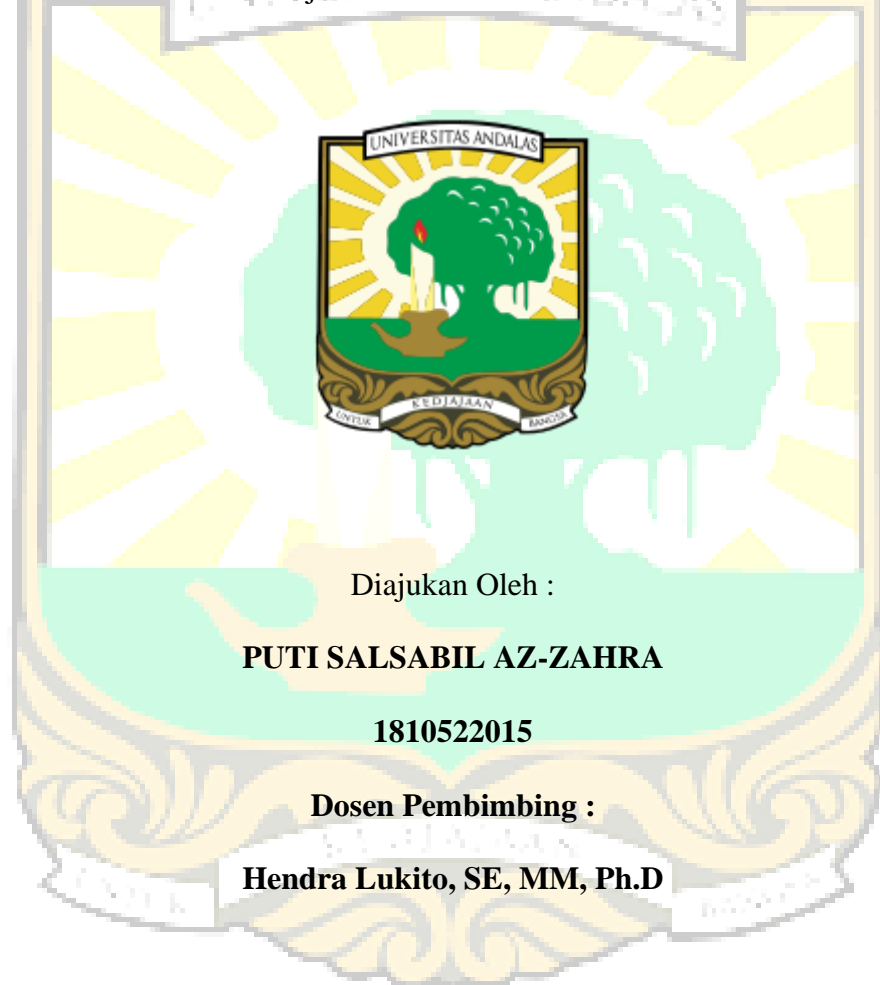 UNIVERSITAS ANDALAS
KEDJAJAAN
UNTUK BANGSA
Diajukan Oleh :
PUTI SALSABIL AZ-ZAHRA
1810522015
Dosen Pembimbing :
Hendra Lukito, SE, MM, Ph.D